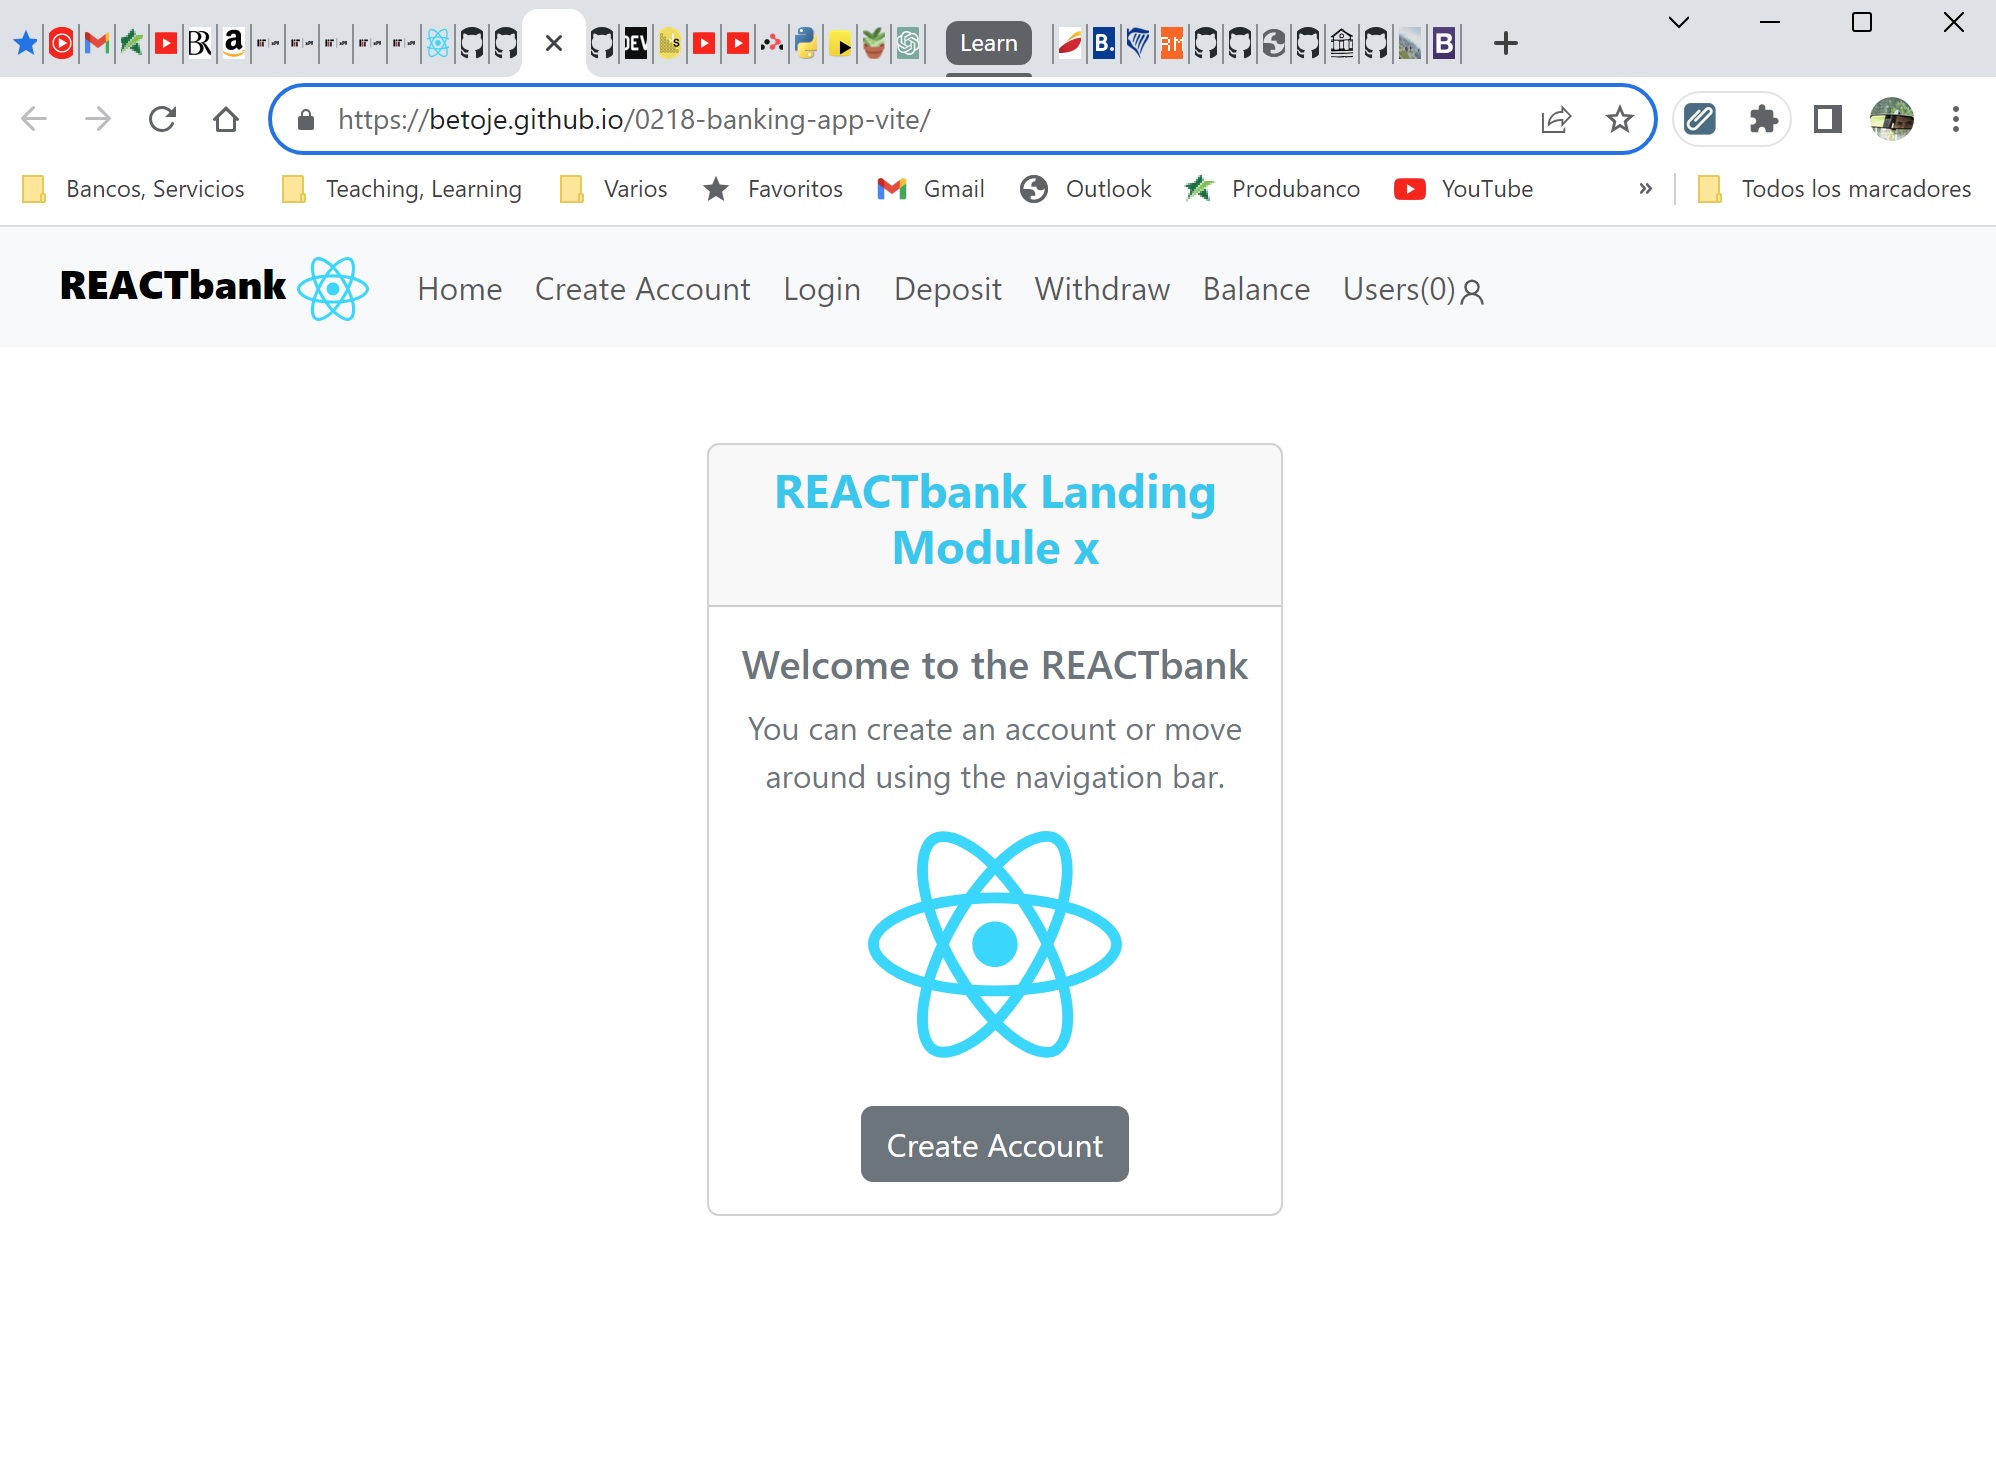 Learn
https://betoje.github.io/0218-banking-app-vite/
Bancos, Servicios
Teaching, Learning
Varios
Favoritos
Gmail
Outlook
Produbanco
YouTube
»
Todos los marcadores
REACTbank
Home
Create Account
Login
Deposit
Withdraw
Balance
Users(0)
REACTbank Landing
Module x
Welcome to the REACTbank
You can create an account or move
around using the navigation bar.
Create Account